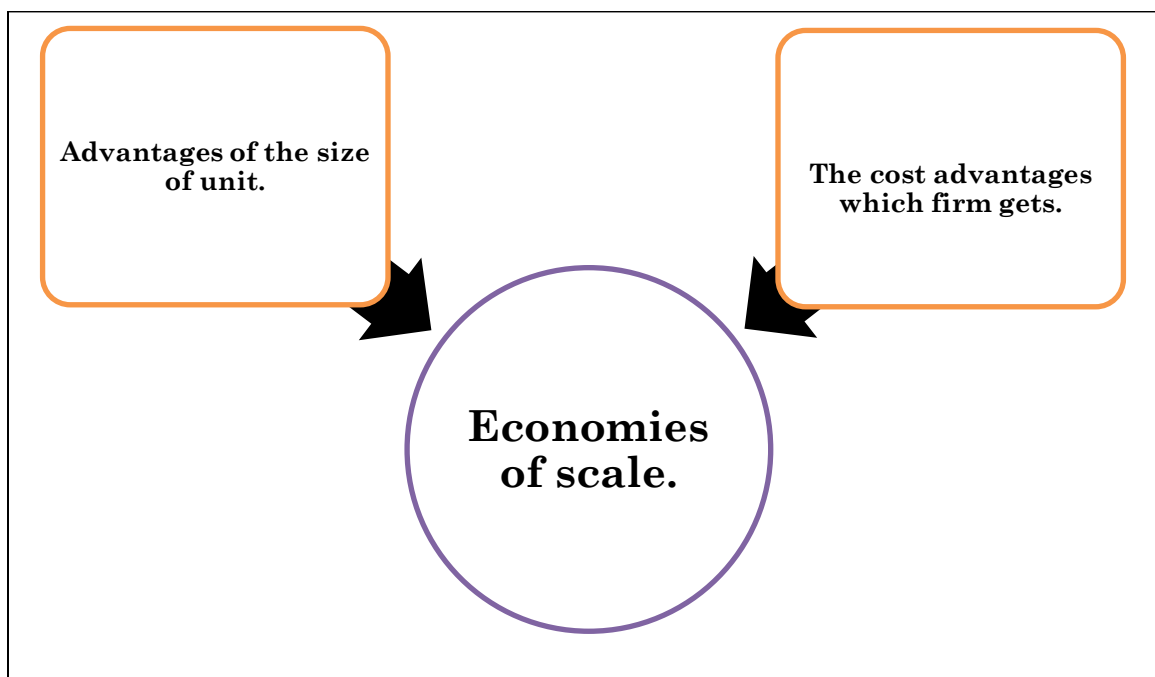 Advantages of the size
of unit.
The cost advantages
which firm gets.
Economies
of scale.